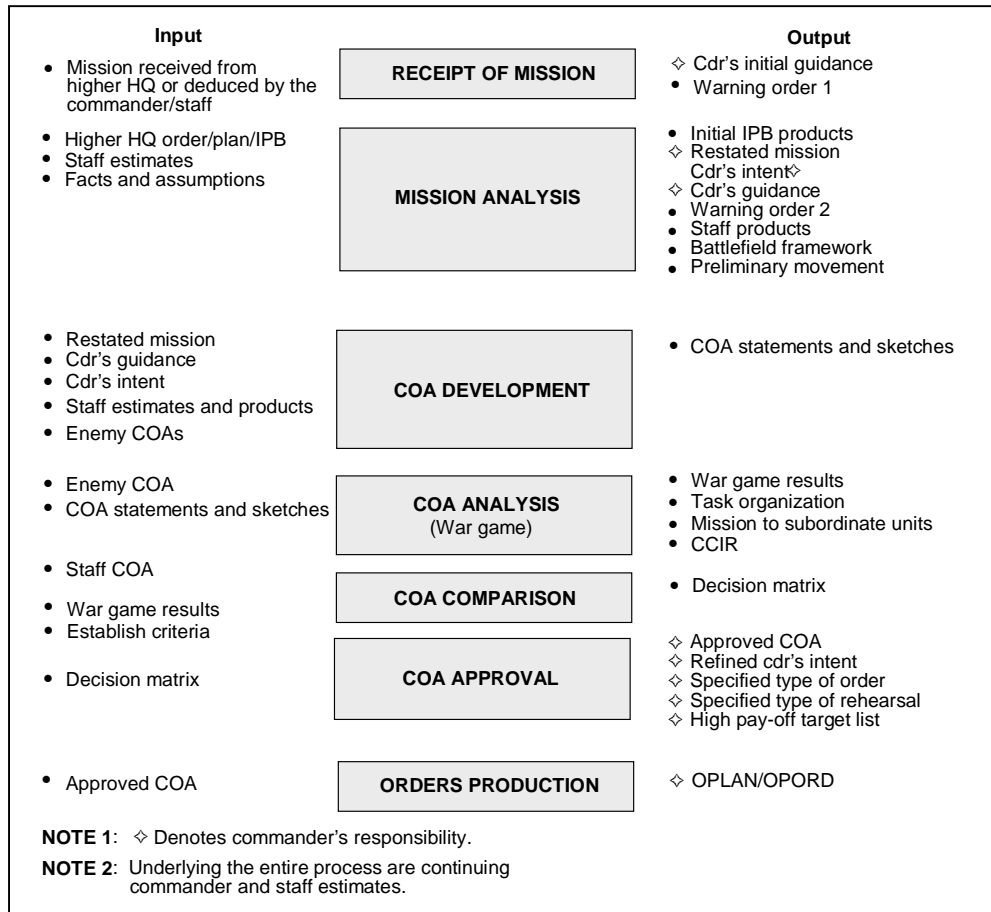 Input
Output
• Mission received from
higher HQ or deduced by the
commander/staff
RECEIPT OF MISSION
✧ Cdr's initial guidance
• Warning order 1
• Higher HQ order/plan/IPB
• Staff estimates
• Facts and assumptions
MISSION ANALYSIS
• Initial IPB products
✧ Restated mission
Cdr's intent✧
✧ Cdr's guidance
• Warning order 2
• Staff products
• Battlefield framework
• Preliminary movement
• Restated mission
• Cdr's guidance
• Cdr's intent
• Staff estimates and products
• Enemy COAs
COA DEVELOPMENT
• COA statements and sketches
• Enemy COA
• COA statements and sketches
COA ANALYSIS
(War game)
• War game results
• Task organization
• Mission to subordinate units
• CCIR
• Staff COA
• War game results
• Establish criteria
COA COMPARISON
• Decision matrix
• Decision matrix
COA APPROVAL
✧ Approved COA
✧ Refined cdr's intent
✧ Specified type of order
✧ Specified type of rehearsal
✧ High pay-off target list
• Approved COA
ORDERS PRODUCTION
✧ OPLAN/OPORD
NOTE 1: ✧ Denotes commander's responsibility.
NOTE 2: Underlying the entire process are continuing
commander and staff estimates.